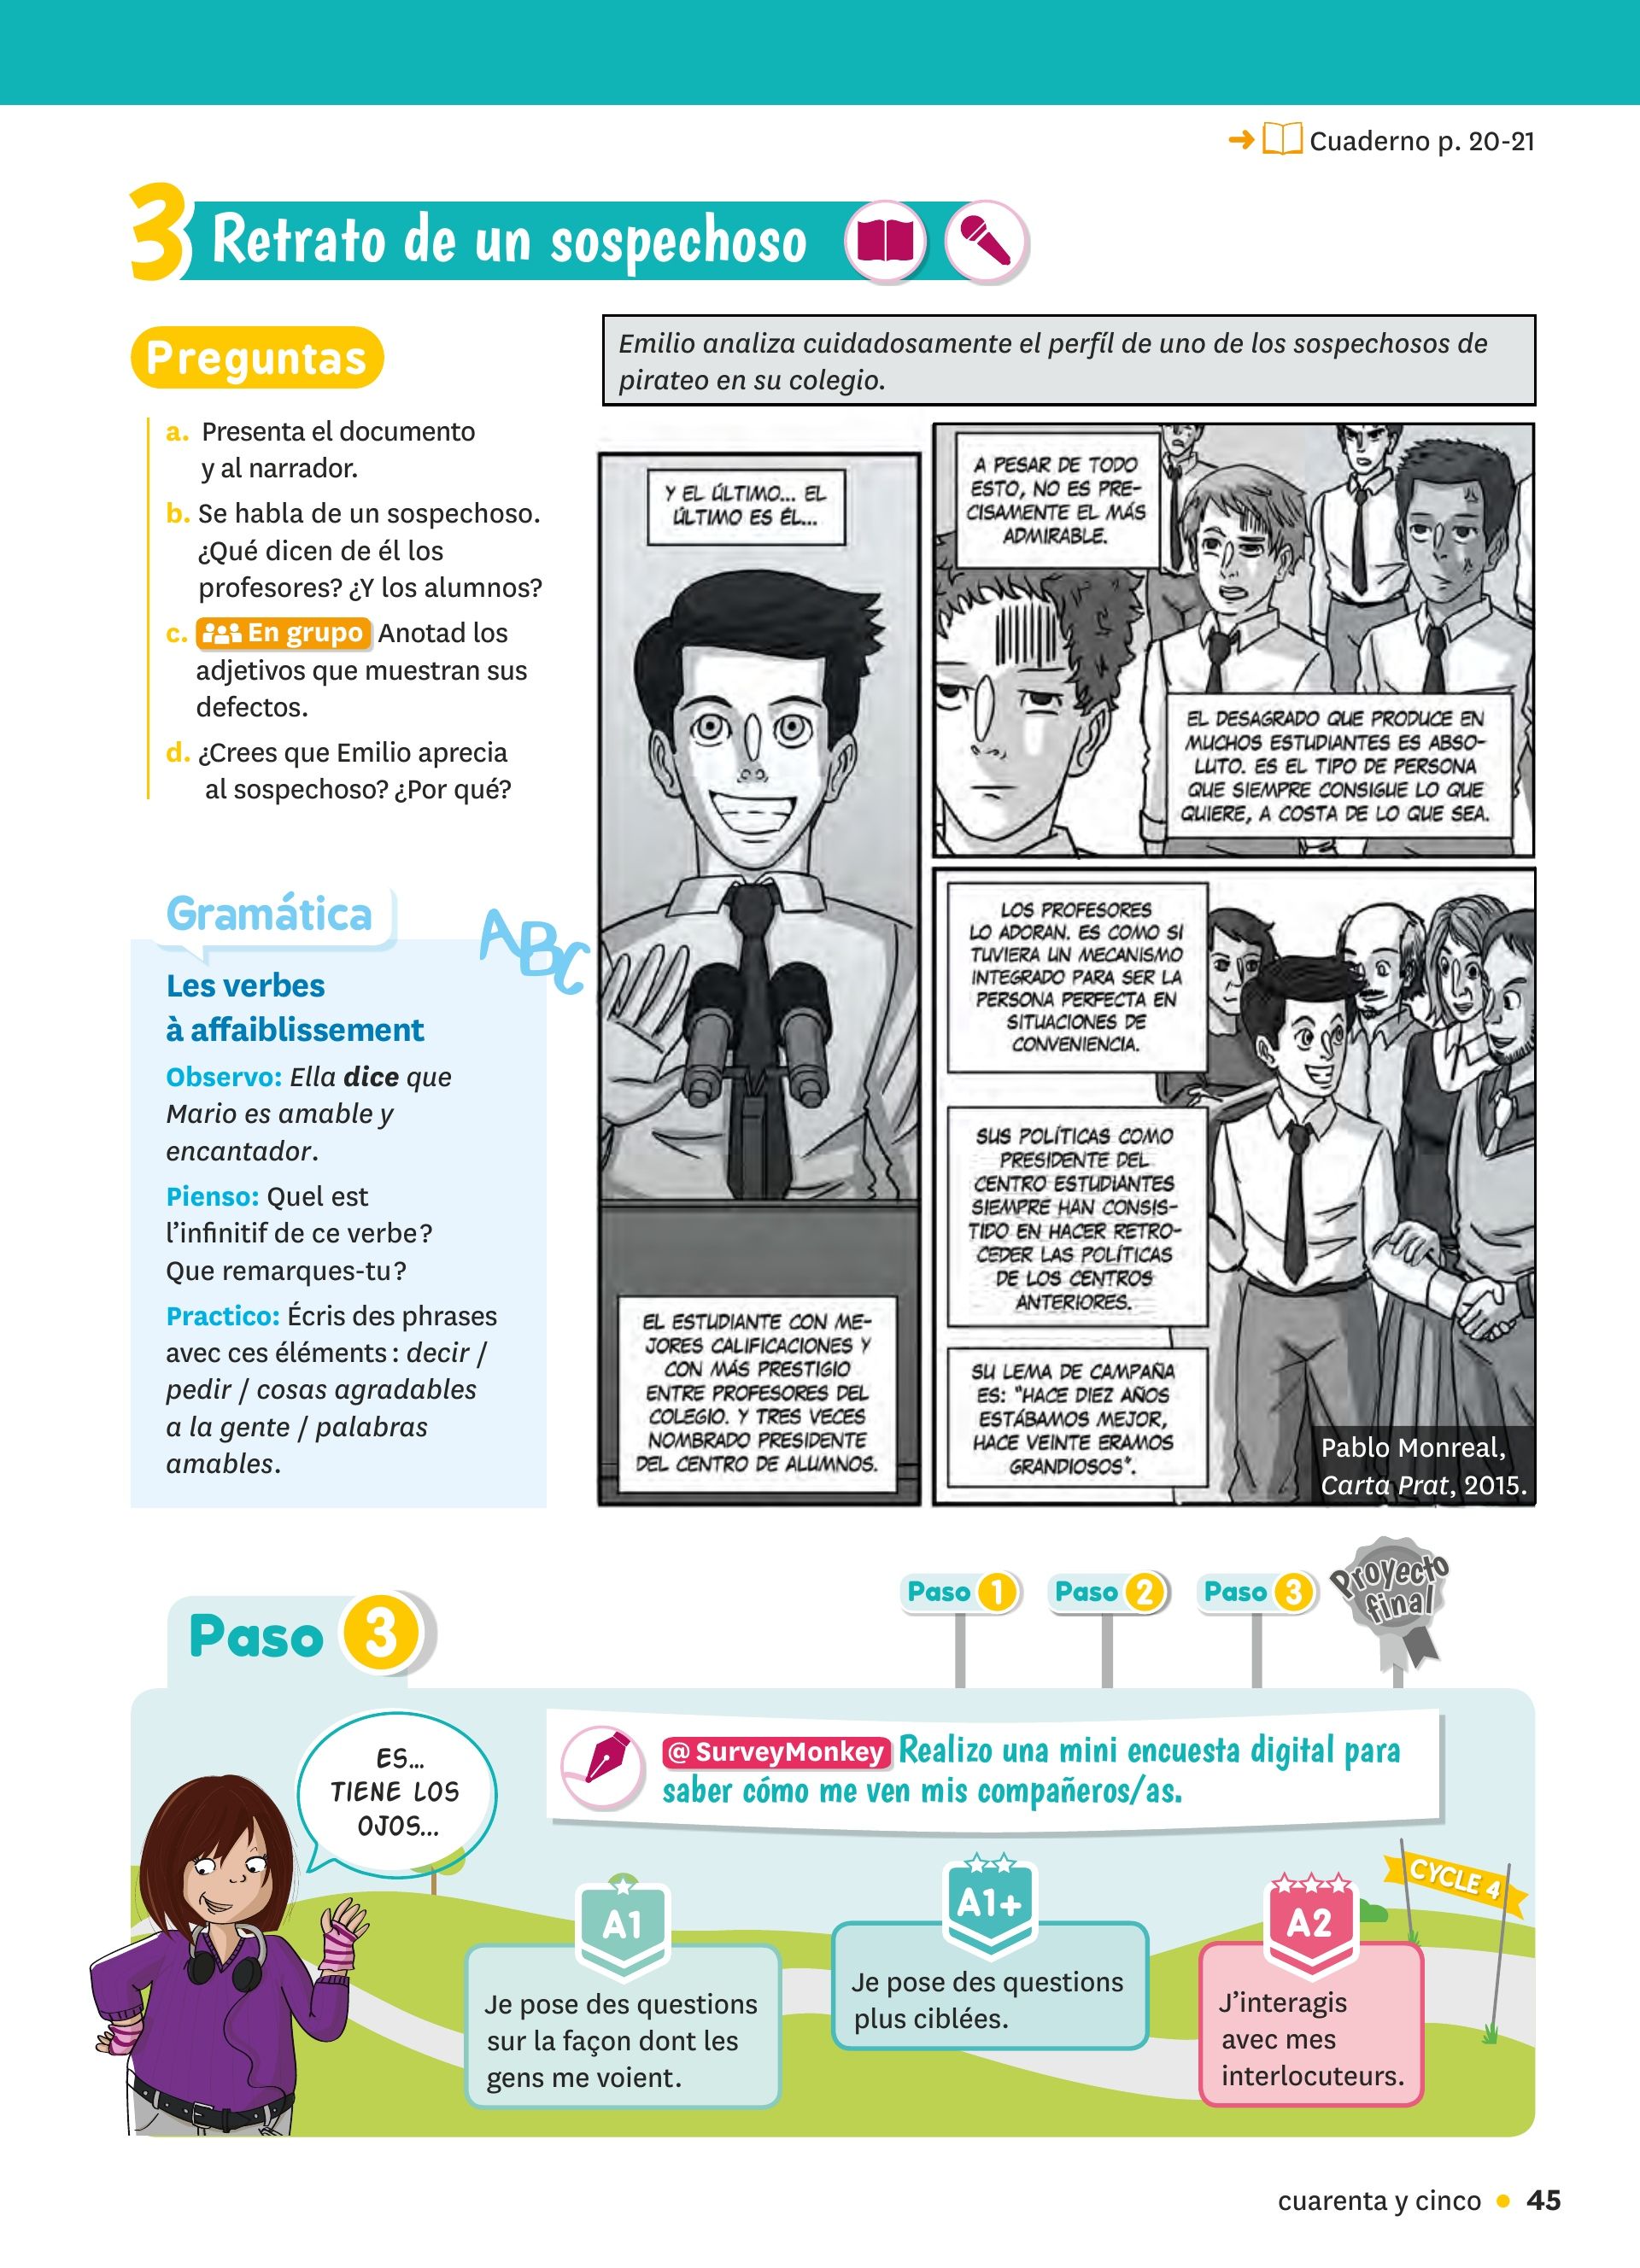 Cuaderno p. 20-21
3 Retrato de un sospechoso
Preguntas
a. Presenta el documento
y al narrador.
b. Se habla de un sospechoso.
¿Qué dicen de él los
profesores? ¿Y los alumnos?
c. En grupo Anotad los
adjetivos que muestran sus
defectos.
d. ¿Crees que Emilio aprecia
al sospechoso? ¿Por qué?
Gramática
ABC
Les verbes
à affaiblissement
Observo: Ella dice que
Mario es amable y
encantador.
Pienso: Quel est
l'infinitif de ce verbe?
Que remarques-tu?
Practico: Écris des phrases
avec ces éléments : decir /
pedir / cosas agradables
a la gente / palabras
amables.
Emilio analiza cuidadosamente el perfíl de uno de los sospechosos de
pirateo en su colegio.
Y EL ÚLTIMO... EL
ÚLTIMO ES ÉL...
EL ESTUDIANTE CON ME-
JORES CALIFICACIONES Y
CON MÁS PRESTIGIO
ENTRE PROFESORES DEL
COLEGIO. Y TRES VECES
NOMBRADO PRESIDENTE
DEL CENTRO DE ALUMNOS.
A PESAR DE TODO
ESTO, NO ES PRE-
CISAMENTE EL MÁS
ADMIRABLE.
EL DESAGRADO QUE PRODUCE EN
MUCHOS ESTUDIANTES ES ABSO-
LUTO. ES EL TIPO DE PERSONA
QUE SIEMPRE CONSIGUE LO QUE
QUIERE, A COSTA DE LO QUE SEA.
LOS PROFESORES
LO ADORAN. ES COMO SI
TUVIERA UN MECANISMO
INTEGRADO PARA SER LA
PERSONA PERFECTA EN
SITUACIONES DE
CONVENIENCIA.
SUS POLÍTICAS COMO
PRESIDENTE DEL
CENTRO ESTUDIANTES
SIEMPRE HAN CONSIS-
TIDO EN HACER RETRO-
CEDER LAS POLÍTICAS
DE LOS CENTROS
ANTERIORES.
SU LEMA DE CAMPAÑA
ES: "HACE DIEZ AÑOS
ESTÁBAMOS MEJOR,
HACE VEINTE ERAMOS
GRANDIOSOS".
Pablo Monreal,
Carta Prat, 2015.
Paso 1
Paso 2
Paso 3
Proyecto
final
Paso 3
ES...
TIENE LOS
OJOS...
@ SurveyMonkey Realizo una mini encuesta digital para
saber cómo me ven mis compañeros/as.
A1
Je pose des questions
sur la façon dont les
gens me voient.
A1+
Je pose des questions
plus ciblées.
CYCLE 4
A2
J'interagis
avec mes
interlocuteurs.
cuarenta y cinco • 45